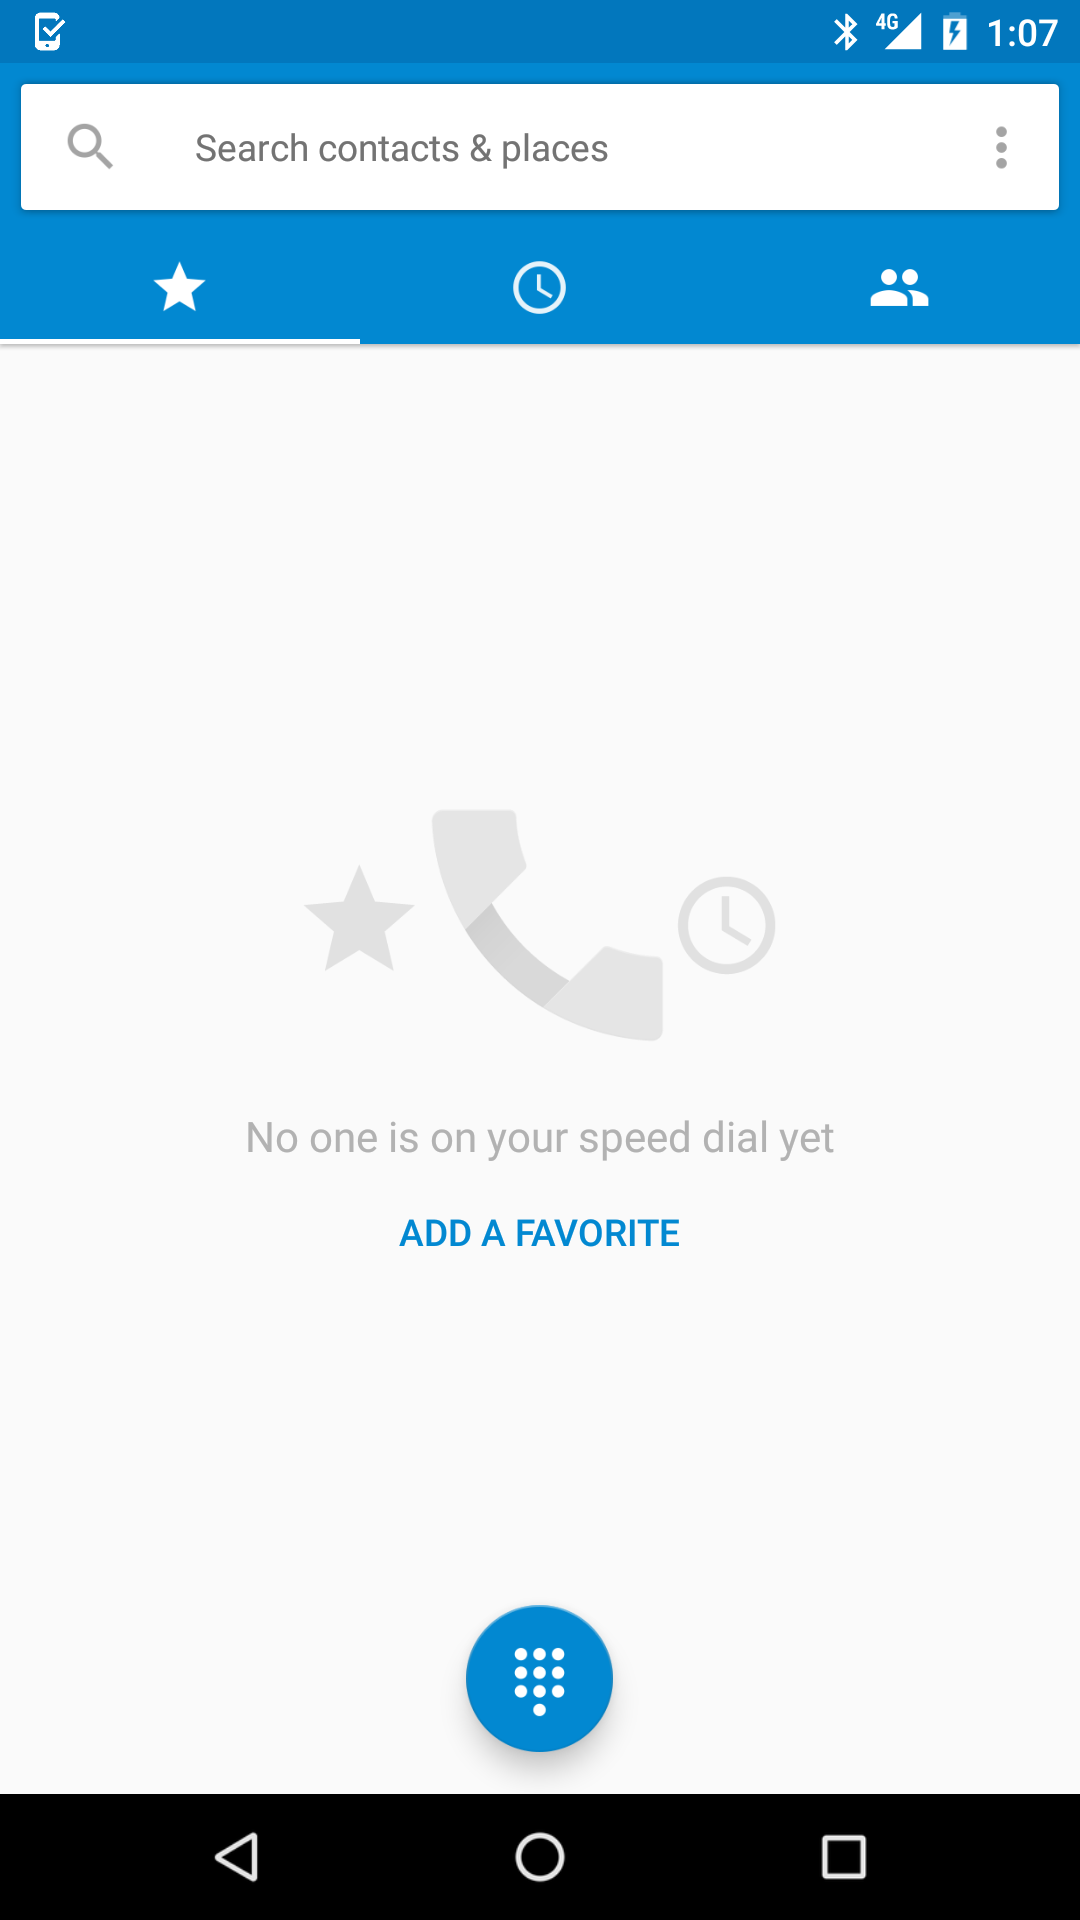 4G 1:07
Search contacts & places
No one is on your speed dial yet
ADD A FAVORITE